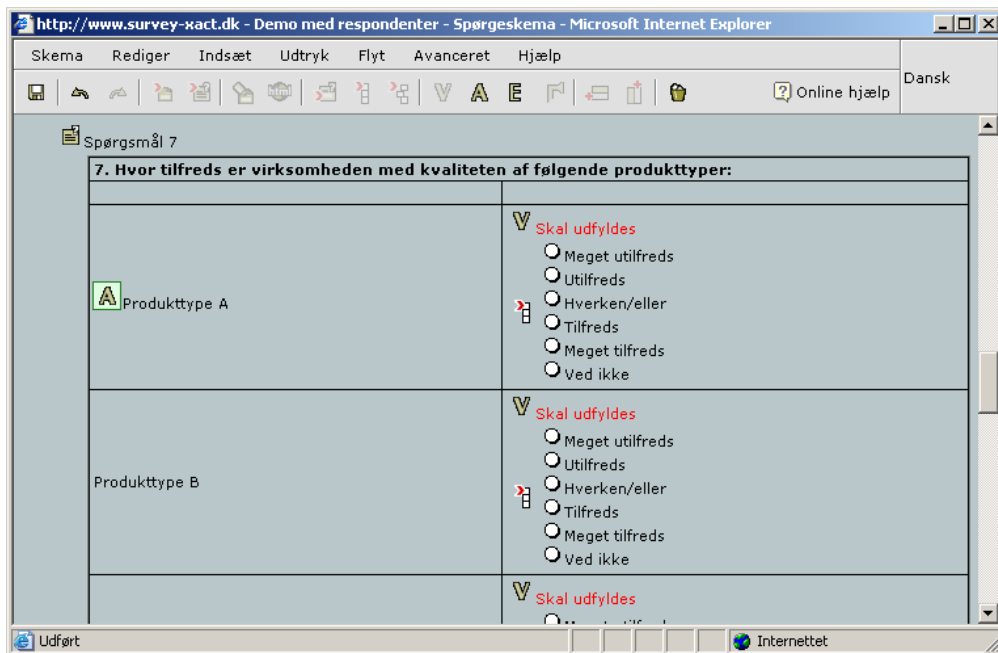 http://www.survey-xact.dk - Demo med respondenter - Spørgeskema - Microsoft Internet Explorer
Skema Rediger Indsæt Udtryk Flyt Avanceret Hjælp
Dansk
V A E Online hjælp
Spørgsmål 7
7. Hvor tilfreds er virksomheden med kvaliteten af følgende produkttyper:
V Skal udfyldes
A Produkttype A
Meget utilfreds
Utilfreds
Hverken/eller
Tilfreds
Meget tilfreds
Ved ikke
V Skal udfyldes
Produkttype B
Meget utilfreds
Utilfreds
Hverken/eller
Tilfreds
Meget tilfreds
Ved ikke
V Skal udfyldes
Udført Internettet